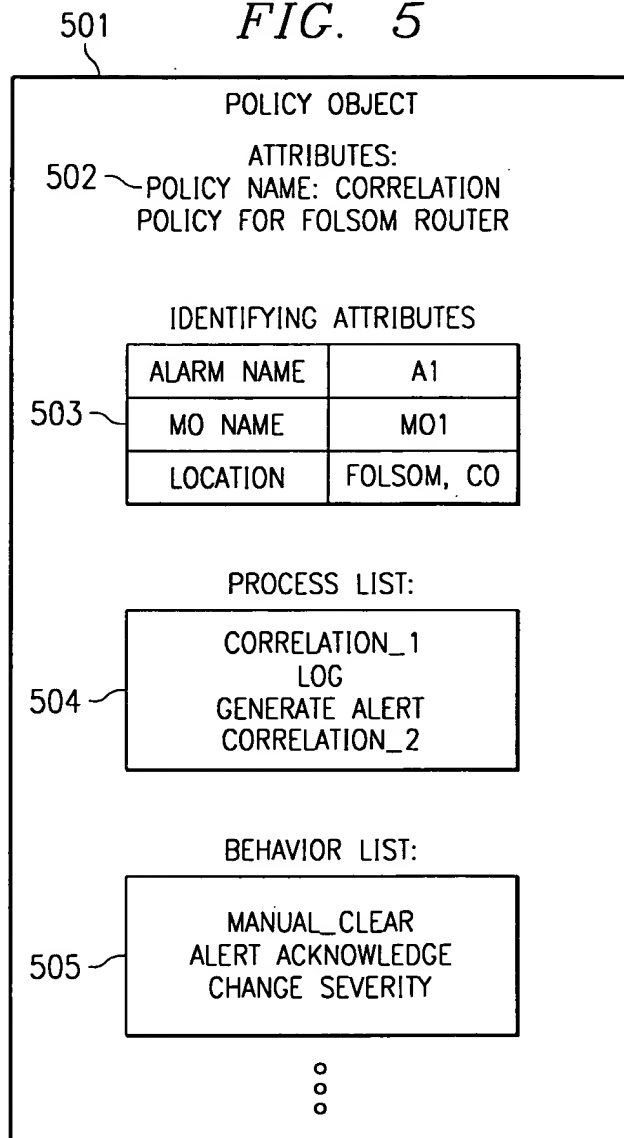 FIG. 5
501
POLICY OBJECT
ATTRIBUTES:
502
POLICY NAME: CORRELATION
POLICY FOR FOLSOM ROUTER
IDENTIFYING ATTRIBUTES
ALARM NAME A1
503
MO NAME MO1
LOCATION FOLSOM, CO
PROCESS LIST:
CORRELATION_1
LOG
504
GENERATE ALERT
CORRELATION_2
BEHAVIOR LIST:
MANUAL_CLEAR
505
ALERT ACKNOWLEDGE
CHANGE SEVERITY